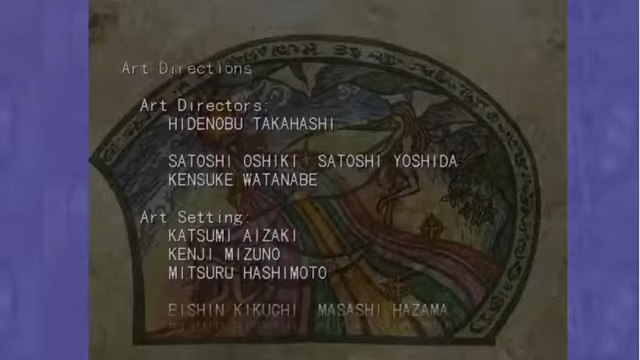 Art Directions
Art Directors:
HIDENOBU TAKAHASHI
SATOSHI OSHIKI SATOSHI YOSHIDA
KENSUKE WATANABE
Art Setting:
KATSUMI AIZAKI
KENJI MIZUNO
MITSURU HASHIMOTO
EISHIN KIKUCHI MASASHI HAZAMA